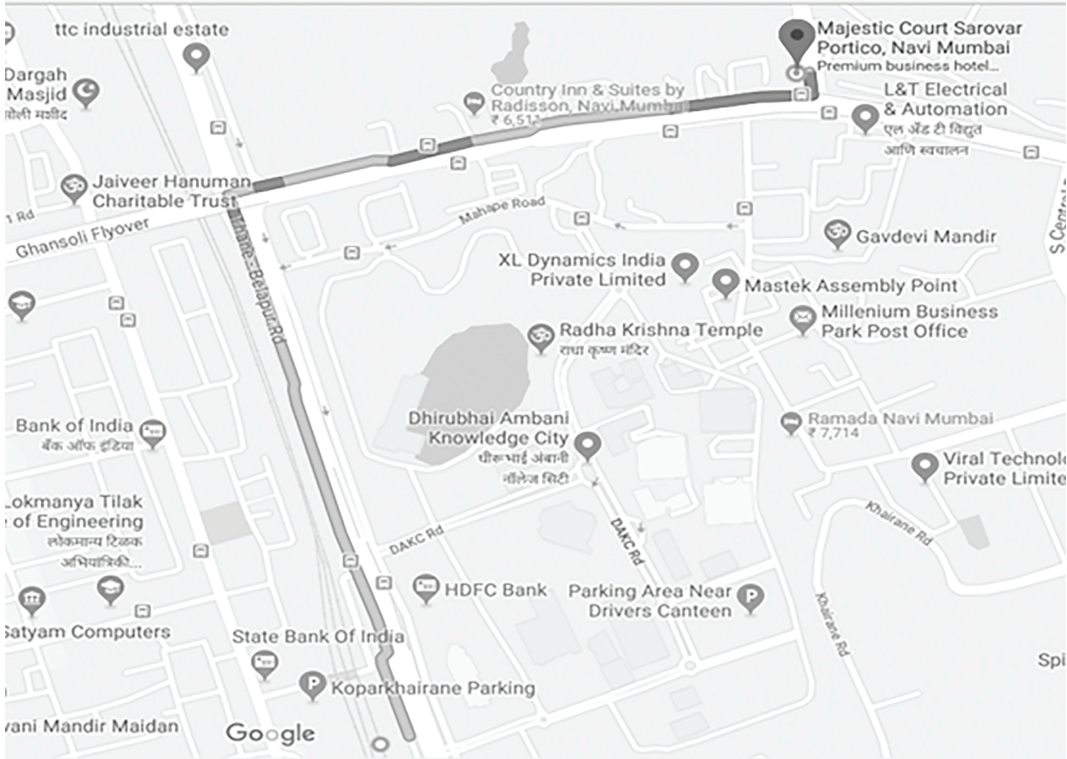 ttc industrial estate
Majestic Court Sarovar
Portico, Navi Mumbai
Premium business hotel...
Dargah
Masjid
Country Inn & Suites by
Radisson, Navi Mumbai
L&T Electrical
& Automation
एल अँड टी विद्युत
आणि स्वचालन
Jaiveer Hanuman
Charitable Trust
Mahape Road
Ghansoli Flyover
Gavdevi Mandir
XL Dynamics India
Private Limited
Thane - Belapur Rd
Mastek Assembly Point
Millenium Business
Park Post Office
Radha Krishna Temple
राधा कृष्ण मंदिर
Bank of India
बँक ऑफ इंडिया
Dhirubhai Ambani
Knowledge City
धीरूभाई अंबानी
नॉलेज सिटी
Ramada Navi Mumbai
₹ 7,714
Viral Technolo
Private Limite
Lokmanya Tilak
e of Engineering
लोकमान्य टिळक
अभियांत्रिकी...
Khairane Rd
DAKC Rd
DAKC Rd
HDFC Bank
Parking Area Near
Drivers Canteen
Khairane Rd
Satyam Computers
State Bank Of India
Koparkhairane Parking
Spi
vani Mandir Maidan
Google